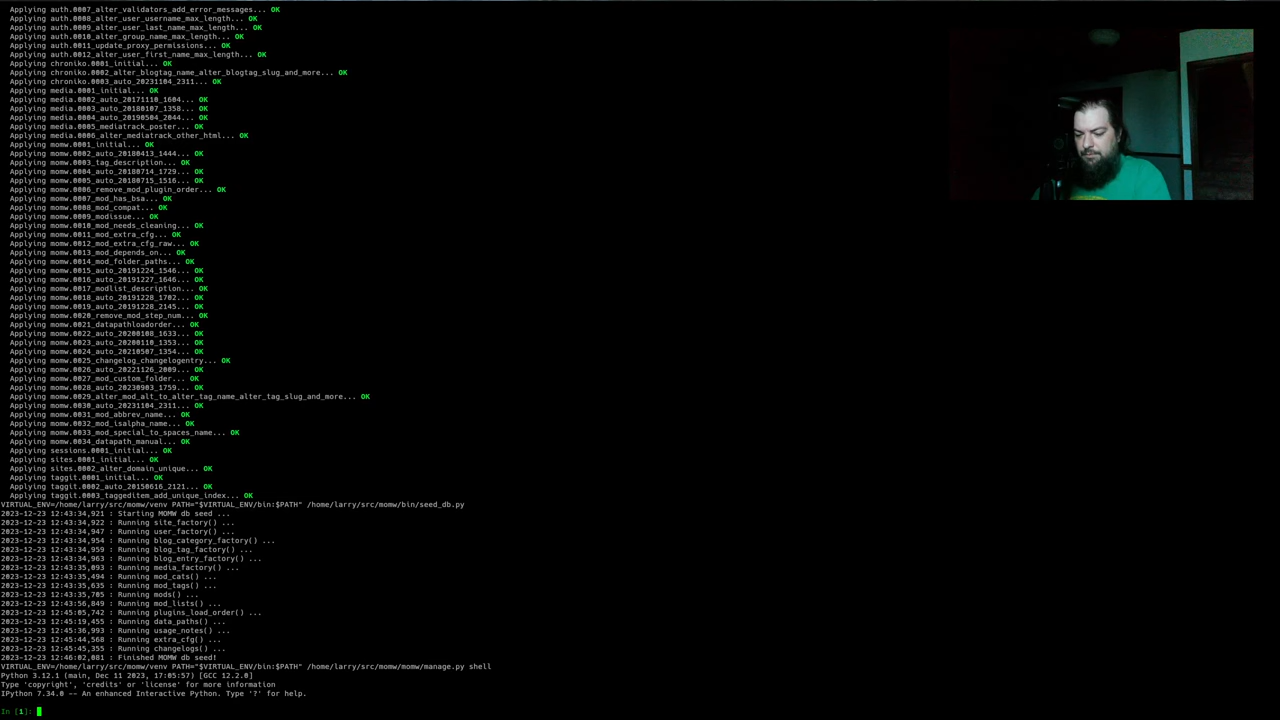 Applying auth.0007_alter_validators_add_error_messages... OK
Applying auth.0008_alter_user_username_max_length... OK
Applying auth.0009_alter_user_last_name_max_length... OK
Applying auth.0010_alter_group_name_max_length... OK
Applying auth.0011_update_proxy_permissions... OK
Applying auth.0012_alter_user_first_name_max_length... OK
Applying chroniko.0001_initial... OK
Applying chroniko.0002_alter_blogtag_name_alter_blogtag_slug_and_more... OK
Applying chroniko.0003_auto_20231104_2311... OK
Applying media.0001_initial... OK
Applying media.0002_auto_20171110_1604... OK
Applying media.0003_auto_20180107_1358... OK
Applying media.0004_auto_20190504_2044... OK
Applying media.0005_mediatrack_poster... OK
Applying media.0006_alter_mediatrack_other_html... OK
Applying momw.0001_initial... OK
Applying momw.0002_auto_20180413_1444... OK
Applying momw.0003_tag_description... OK
Applying momw.0004_auto_20180714_1729... OK
Applying momw.0005_auto_20180715_1516... OK
Applying momw.0006_remove_mod_plugin_order... OK
Applying momw.0007_mod_has_bsa... OK
Applying momw.0008_mod_compat... OK
Applying momw.0009_modissue... OK
Applying momw.0010_mod_needs_cleaning... OK
Applying momw.0011_mod_extra_cfg... OK
Applying momw.0012_mod_extra_cfg_raw... OK
Applying momw.0013_mod_depends_on... OK
Applying momw.0014_mod_folder_paths... OK
Applying momw.0015_auto_20191224_1546... OK
Applying momw.0016_auto_20191227_1646... OK
Applying momw.0017_modlist_description... OK
Applying momw.0018_auto_20191228_1702... OK
Applying momw.0019_auto_20191228_2145... OK
Applying momw.0020_remove_mod_step_num... OK
Applying momw.0021_datapathloadorder... OK
Applying momw.0022_auto_20200108_1633... OK
Applying momw.0023_auto_20200110_1353... OK
Applying momw.0024_auto_20210507_1354... OK
Applying momw.0025_changelog_changelogentry... OK
Applying momw.0026_auto_20221126_2009... OK
Applying momw.0027_mod_custom_folder... OK
Applying momw.0028_auto_20230903_1759... OK
Applying momw.0029_alter_mod_alt_to_alter_tag_name_alter_tag_slug_and_more... OK
Applying momw.0030_auto_20231104_2311... OK
Applying momw.0031_mod_abbrev_name... OK
Applying momw.0032_mod_isalpha_name... OK
Applying momw.0033_mod_special_to_spaces_name... OK
Applying momw.0034_datapath_manual... OK
Applying sessions.0001_initial... OK
Applying sites.0001_initial... OK
Applying sites.0002_alter_domain_unique... OK
Applying taggit.0001_initial... OK
Applying taggit.0002_auto_20150616_2121... OK
Applying taggit.0003_taggeditem_add_unique_index... OK
VIRTUAL_ENV=/home/larry/src/momw/venv PATH="$VIRTUAL_ENV/bin:$PATH" /home/larry/src/momw/bin/seed_db.py
2023-12-23 12:43:34,921 : Starting MOMW db seed ...
2023-12-23 12:43:34,922 : Running site_factory() ...
2023-12-23 12:43:34,947 : Running user_factory() ...
2023-12-23 12:43:34,954 : Running blog_category_factory() ...
2023-12-23 12:43:34,959 : Running blog_tag_factory() ...
2023-12-23 12:43:34,963 : Running blog_entry_factory() ...
2023-12-23 12:43:35,093 : Running media_factory() ...
2023-12-23 12:43:35,494 : Running mod_cats() ...
2023-12-23 12:43:35,635 : Running mod_tags() ...
2023-12-23 12:43:35,705 : Running mods() ...
2023-12-23 12:43:56,849 : Running mod_lists() ...
2023-12-23 12:45:05,742 : Running plugins_load_order() ...
2023-12-23 12:45:19,455 : Running data_paths() ...
2023-12-23 12:45:36,993 : Running usage_notes() ...
2023-12-23 12:45:44,568 : Running extra_cfg() ...
2023-12-23 12:45:45,355 : Running changelogs() ...
2023-12-23 12:46:02,081 : Finished MOMW db seed!
VIRTUAL_ENV=/home/larry/src/momw/venv PATH="$VIRTUAL_ENV/bin:$PATH" /home/larry/src/momw/momw/manage.py shell
Python 3.12.1 (main, Dec 11 2023, 17:05:57) [GCC 12.2.0]
Type 'copyright', 'credits' or 'license' for more information
IPython 7.34.0 -- An enhanced Interactive Python. Type '?' for help.
In [1]: